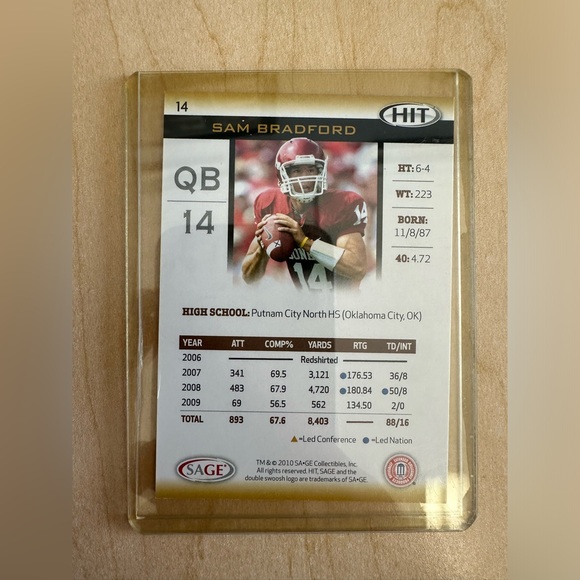 14
HIT
SAM BRADFORD
QB
14
HT: 6-4
WT: 223
BORN:
11/8/87
40: 4.72
14
14
HIGH SCHOOL: Putnam City North HS (Oklahoma City, OK)
YEAR ATT COMP% YARDS RTG TD/INT
2006 Redshirted
2007 341 69.5 3,121 ●176.53 36/8
2008 483 67.9 4,720 ●180.84 ●50/8
2009 69 56.5 562 134.50 2/0
TOTAL 893 67.6 8,403 —— 88/16
▲=Led Conference ●=Led Nation
SAGE
TM & © 2010 SA•GE Collectibles, Inc.
All rights reserved. HIT, SAGE and the
double swoosh logo are trademarks of SA•GE.